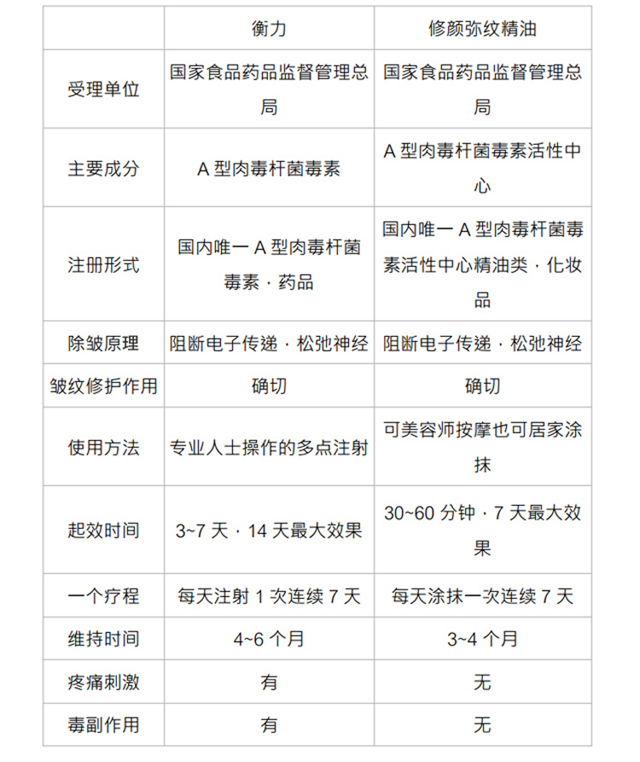 衡力 修颜弥纹精油
受理单位 国家食品药品监督管理总局 国家食品药品监督管理总局
主要成分 A 型肉毒杆菌毒素 A 型肉毒杆菌毒素活性中心
注册形式 国内唯一 A 型肉毒杆菌毒素·药品 国内唯一 A 型肉毒杆菌毒素活性中心精油类·化妆品
除皱原理 阻断电子传递·松弛神经 阻断电子传递·松弛神经
皱纹修护作用 确切 确切
使用方法 专业人士操作的多点注射 可美容师按摩也可居家涂抹
起效时间 3~7 天·14 天最大效果 30~60 分钟·7 天最大效果
一个疗程 每天注射 1 次连续 7 天 每天涂抹一次连续 7 天
维持时间 4~6 个月 3~4 个月
疼痛刺激 有 无
毒副作用 有 无